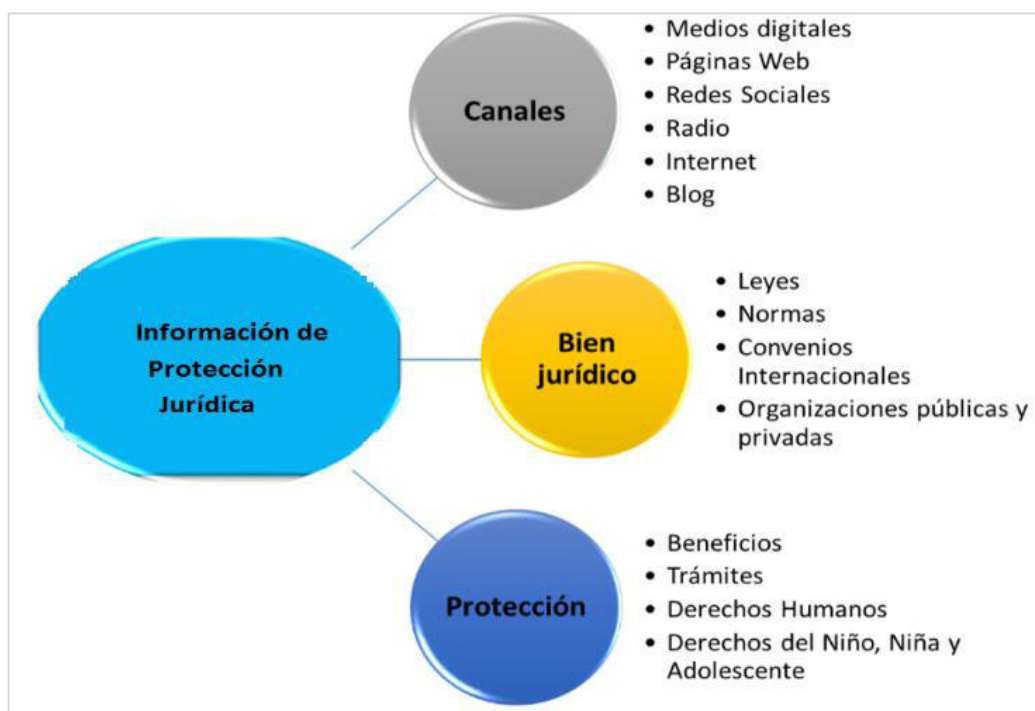 Canales
• Medios digitales
• Páginas Web
• Redes Sociales
• Radio
• Internet
• Blog
Información de
Protección
Jurídica
Bien
jurídico
• Leyes
• Normas
• Convenios
Internacionales
• Organizaciones públicas y
privadas
Protección
• Beneficios
• Trámites
• Derechos Humanos
• Derechos del Niño, Niña y
Adolescente